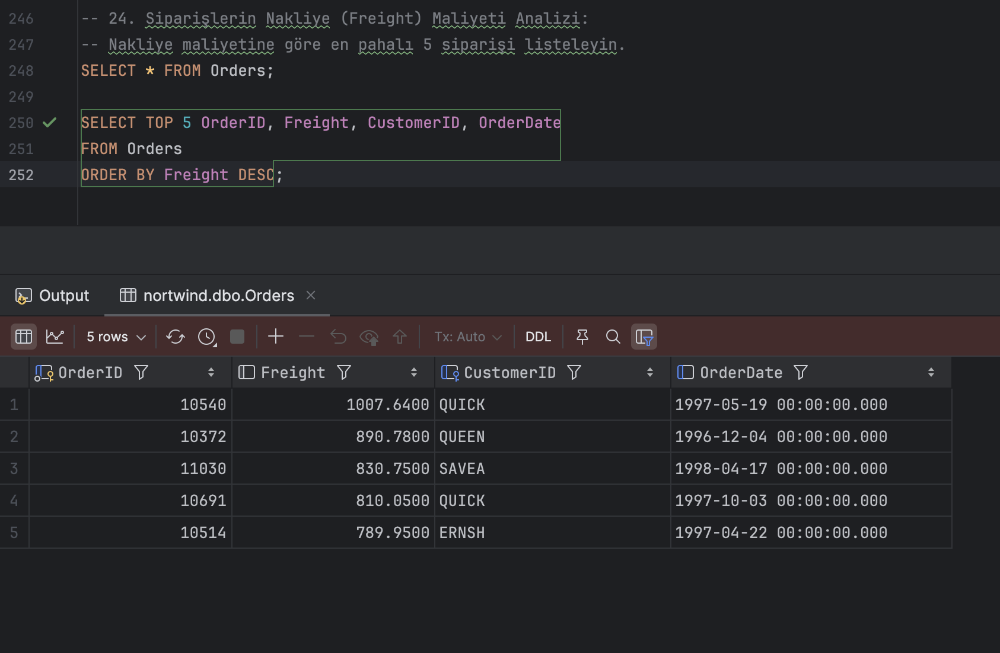 246 -- 24. Siparişlerin Nakliye (Freight) Maliyeti Analizi:
247 -- Nakliye maliyetine göre en pahalı 5 siparişi listeleyin.
248 SELECT * FROM Orders;
249
250 SELECT TOP 5 OrderID, Freight, CustomerID, OrderDate
251 FROM Orders
252 ORDER BY Freight DESC;
Output nortwind.dbo.Orders
5 rows Tx: Auto DDL
OrderID Freight CustomerID OrderDate
1 10540 1007.6400 QUICK 1997-05-19 00:00:00.000
2 10372 890.7800 QUEEN 1996-12-04 00:00:00.000
3 11030 830.7500 SAVEA 1998-04-17 00:00:00.000
4 10691 810.0500 QUICK 1997-10-03 00:00:00.000
5 10514 789.9500 ERNSH 1997-04-22 00:00:00.000